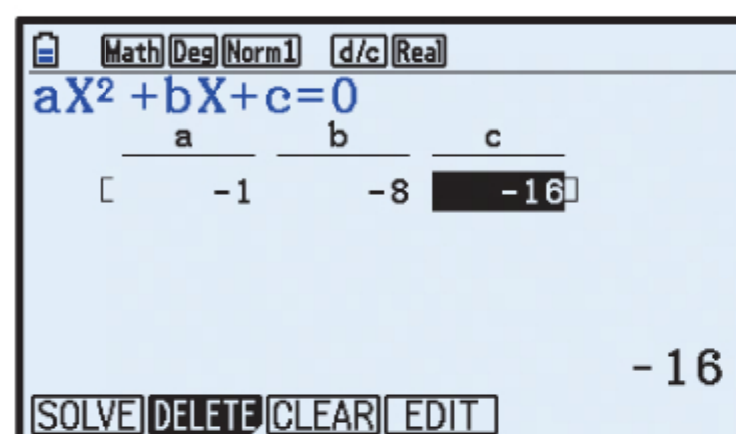 Math Deg Norm1 d/c Real
aX² +bX+c=0
a b c
[ -1 -8 -16 ]
-16
SOLVE DELETE CLEAR EDIT